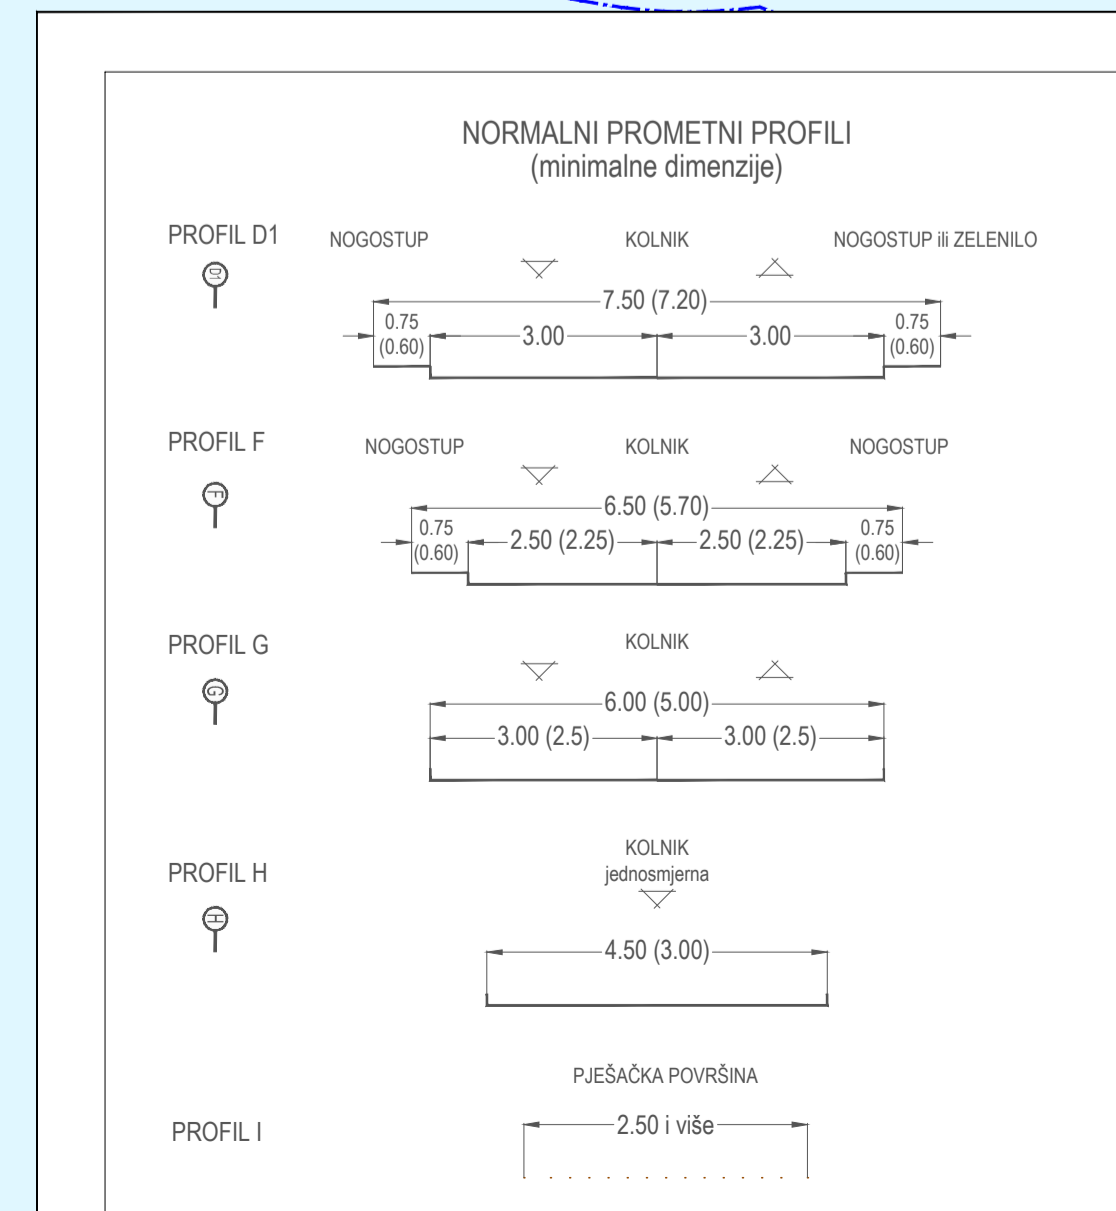 NORMALNI PROMETNI PROFILI
(minimalne dimenzije)
PROFIL D1
D1
NOGOSTUP KOLNIK NOGOSTUP ili ZELENILO
7.50 (7.20)
0.75 0.75
(0.60) 3.00 3.00 (0.60)
PROFIL F
F
NOGOSTUP KOLNIK NOGOSTUP
6.50 (5.70)
0.75 0.75
(0.60) 2.50 (2.25) 2.50 (2.25) (0.60)
PROFIL G
G
KOLNIK
6.00 (5.00)
3.00 (2.5) 3.00 (2.5)
PROFIL H
H
KOLNIK
jednosmjerna
4.50 (3.00)
PROFIL I
PJEŠAČKA POVRŠINA
2.50 i više